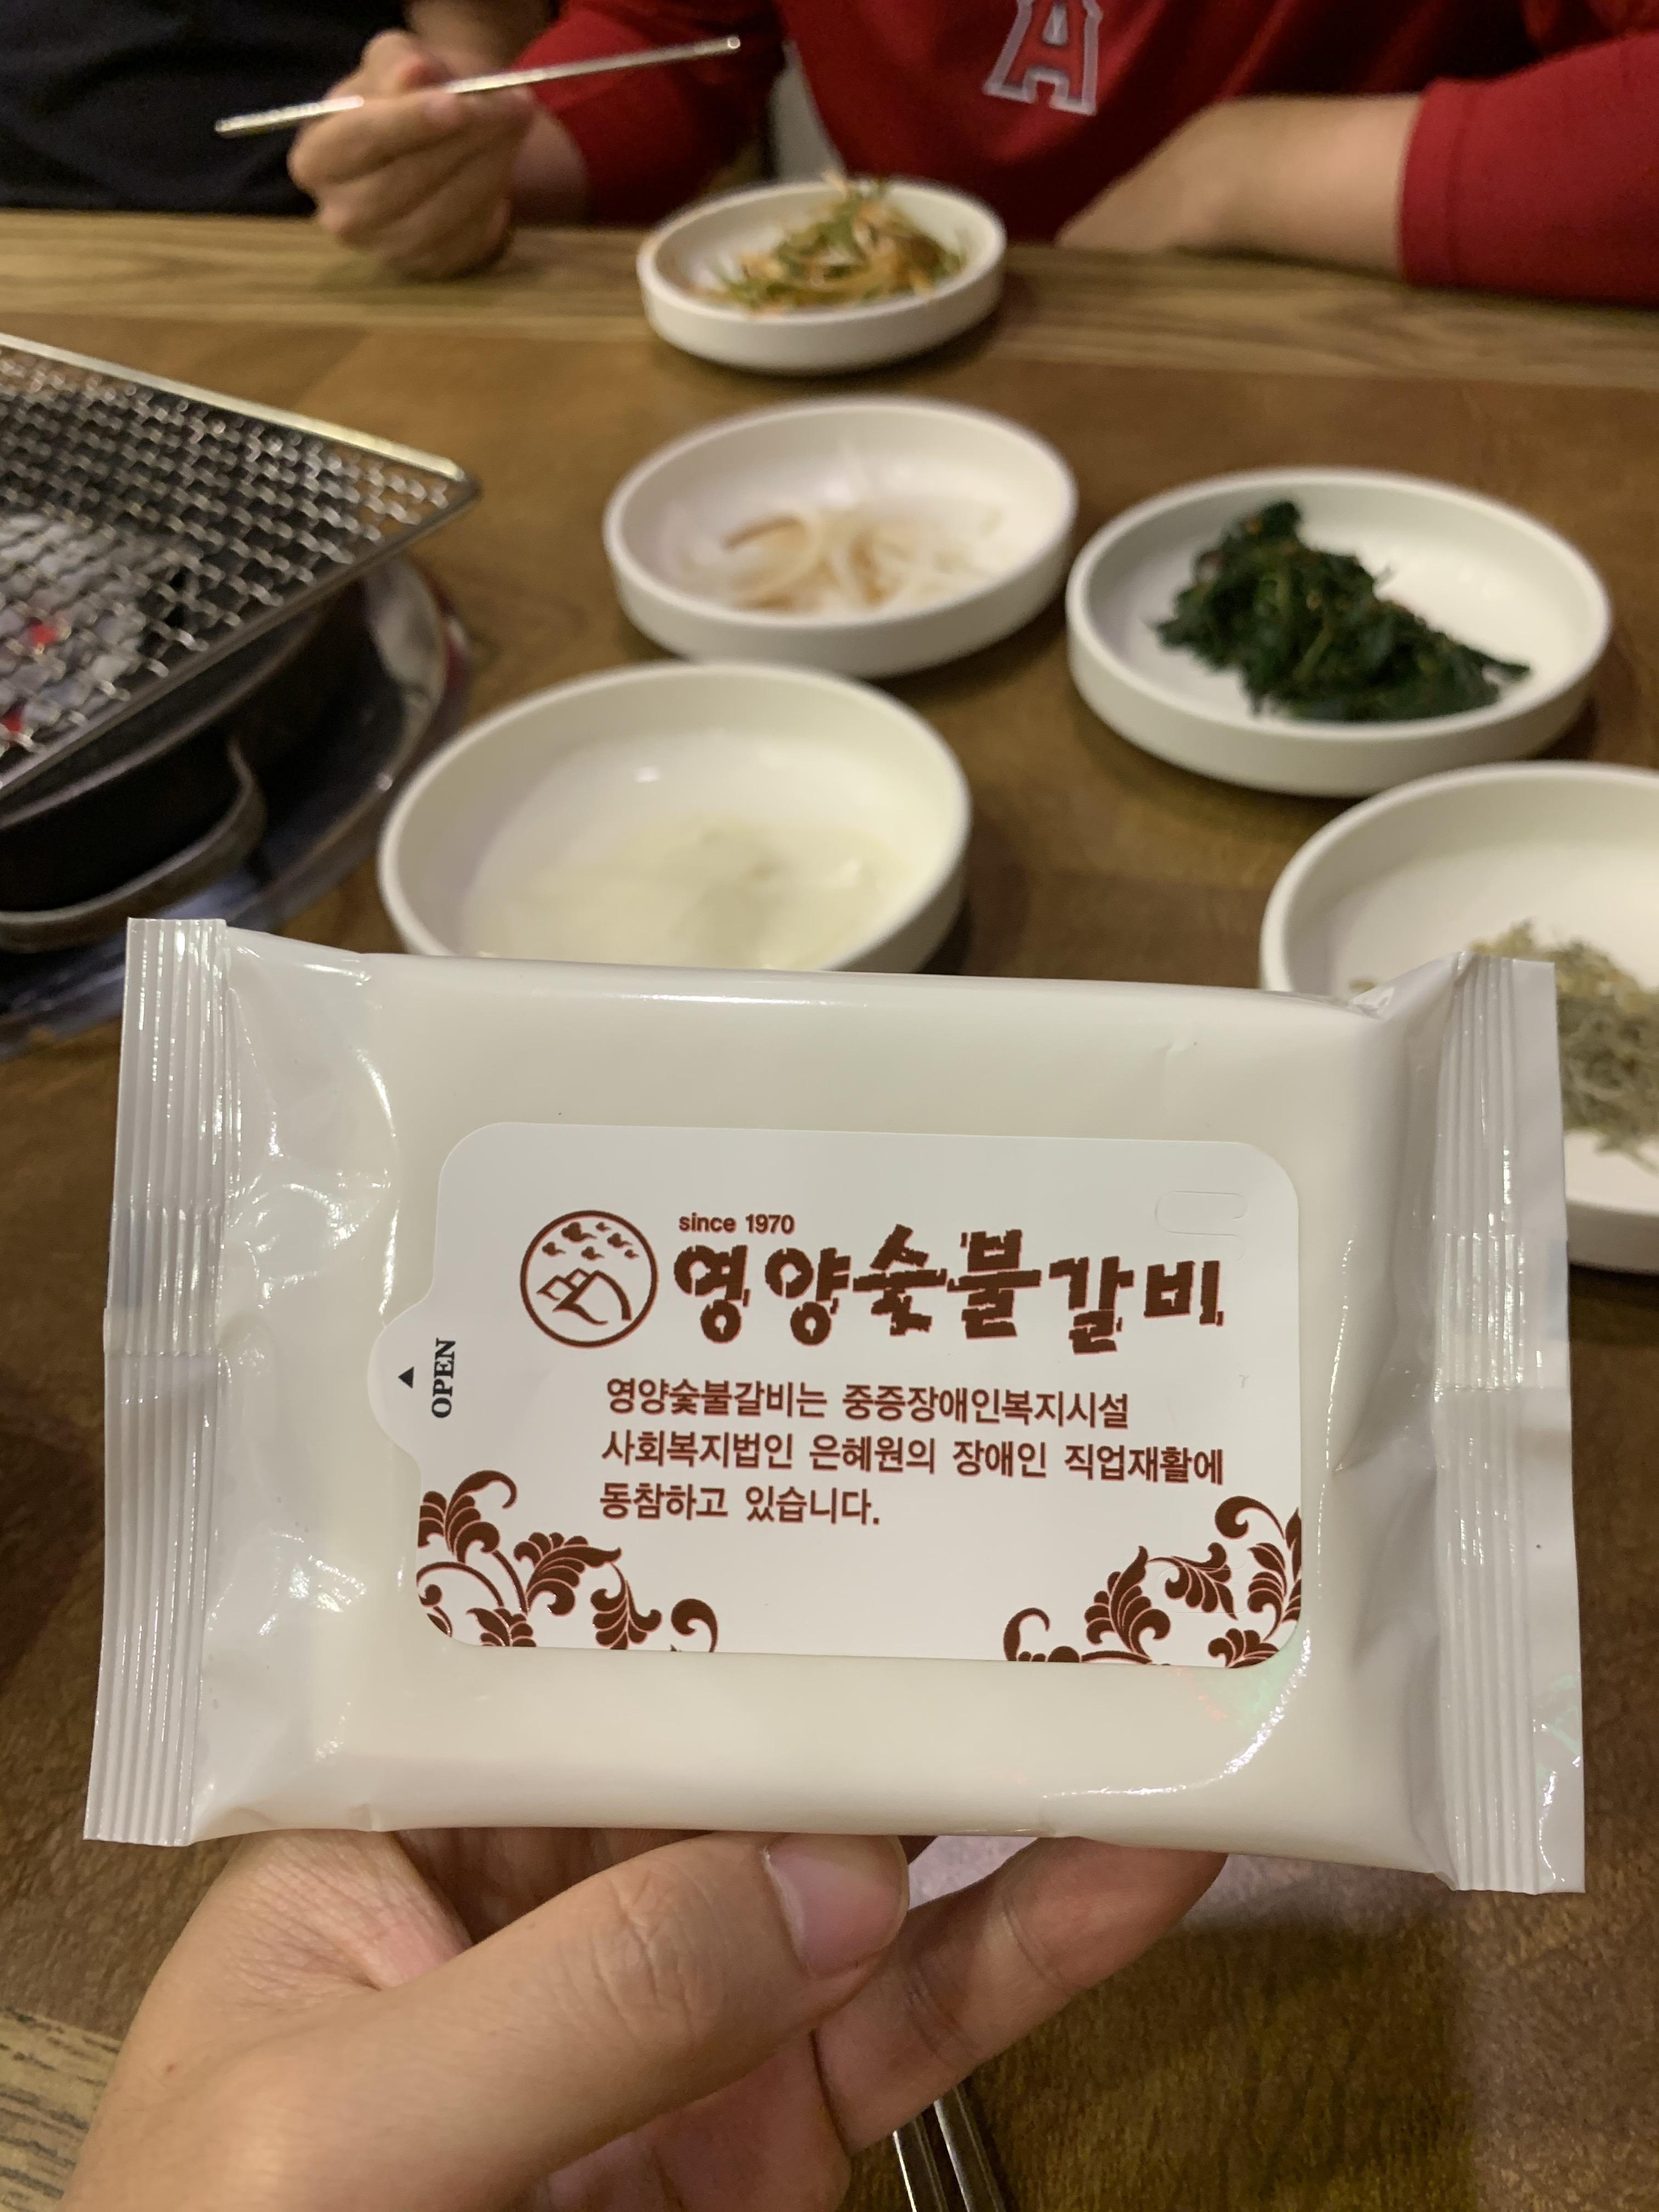 A
since 1970
영양숯불갈비
OPEN
영양숯불갈비는 중증장애인복지시설
사회복지법인 은혜원의 장애인 직업재활에
동참하고 있습니다.